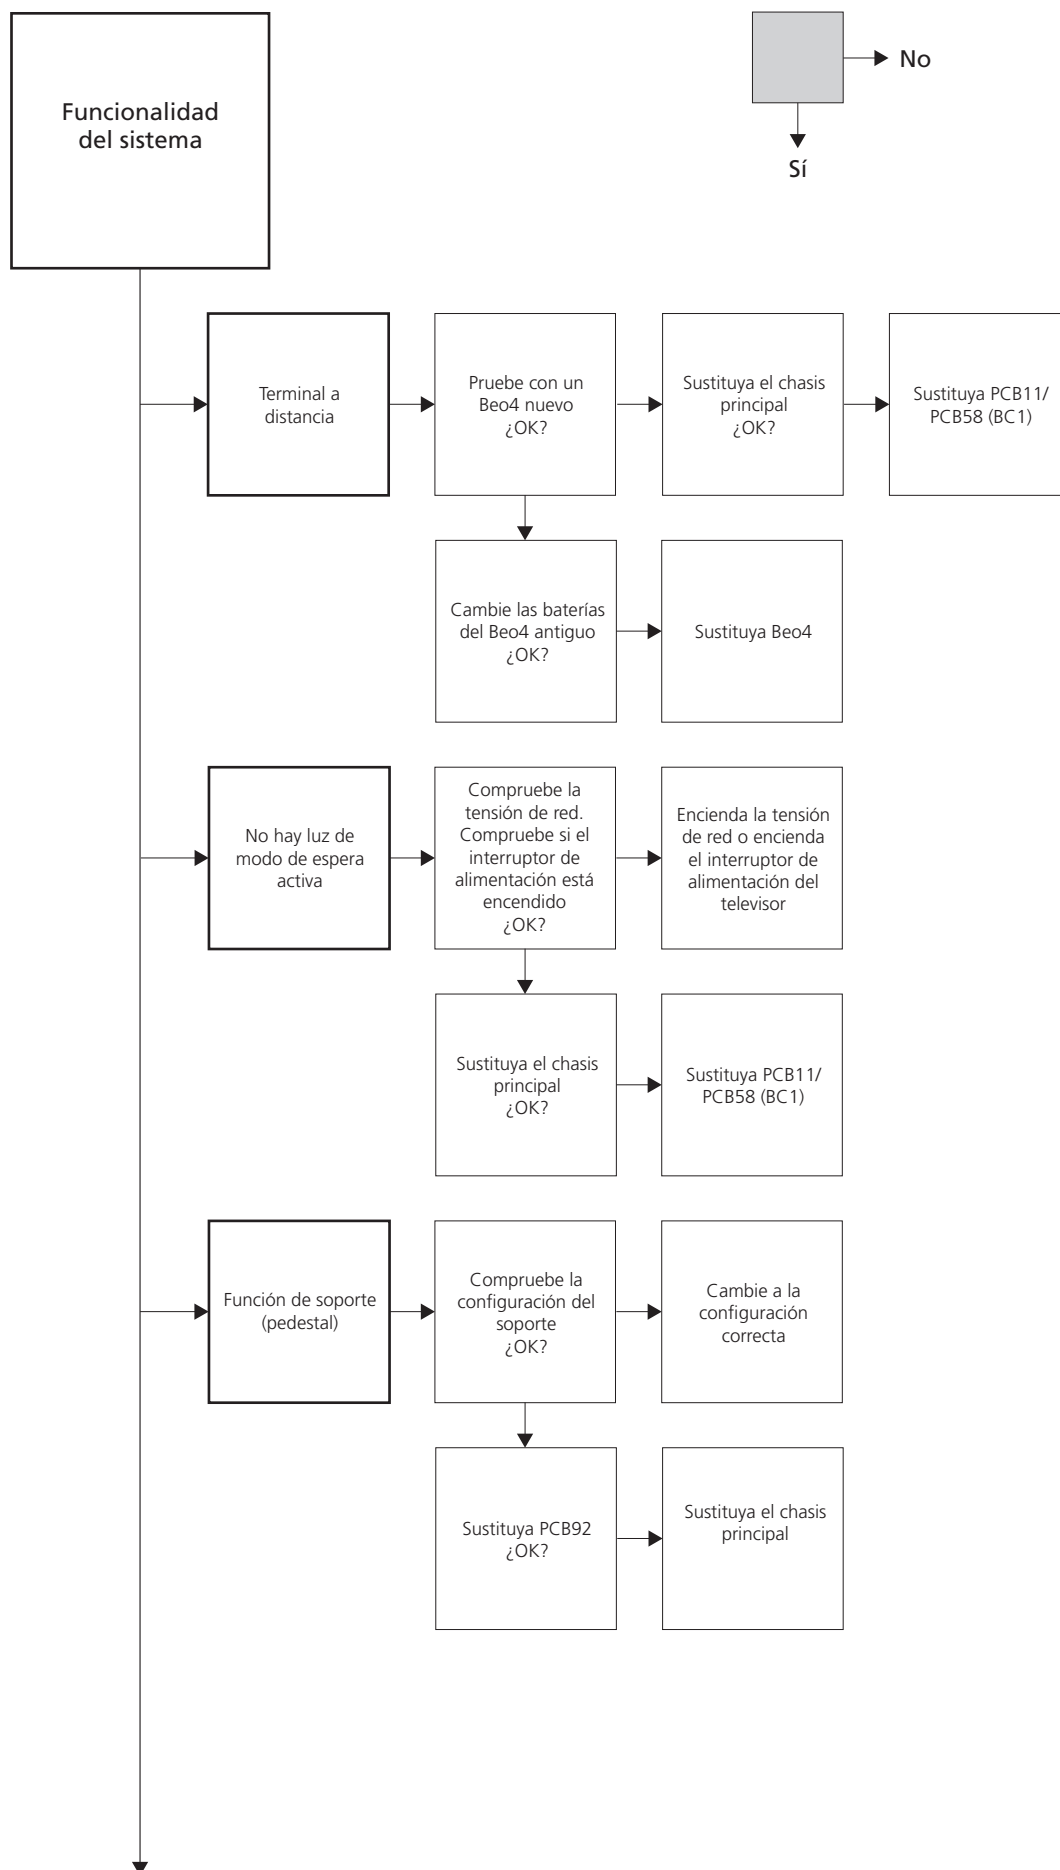 Funcionalidad
del sistema
No
Sí
Terminal a
distancia
Pruebe con un
Beo4 nuevo
¿OK?
Sustituya el chasis
principal
¿OK?
Sustituya PCB11/
PCB58 (BC1)
Cambie las baterías
del Beo4 antiguo
¿OK?
Sustituya Beo4
No hay luz de
modo de espera
activa
Compruebe la
tensión de red.
Compruebe si el
interruptor de
alimentación está
encendido
¿OK?
Encienda la tensión
de red o encienda
el interruptor de
alimentación del
televisor
Sustituya el chasis
principal
¿OK?
Sustituya PCB11/
PCB58 (BC1)
Función de soporte
(pedestal)
Compruebe la
configuración del
soporte
¿OK?
Cambie a la
configuración
correcta
Sustituya PCB92
¿OK?
Sustituya el chasis
principal